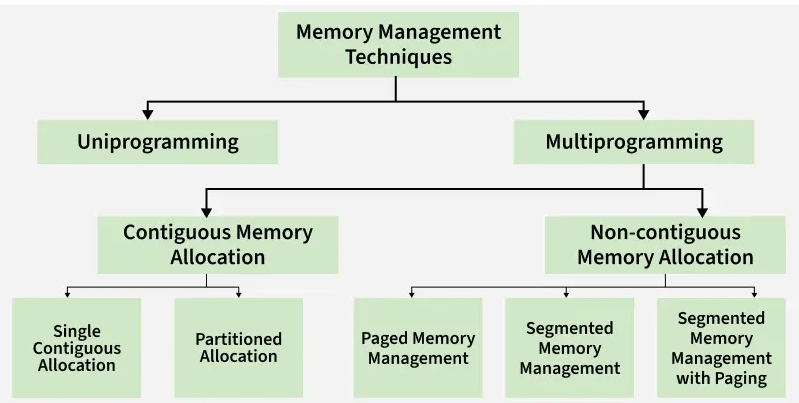 Memory Management
Techniques
Uniprogramming
Multiprogramming
Contiguous Memory
Allocation
Non-contiguous
Memory Allocation
Single
Contiguous
Allocation
Partitioned
Allocation
Paged Memory
Management
Segmented
Memory
Management
Segmented
Memory
Management
with Paging